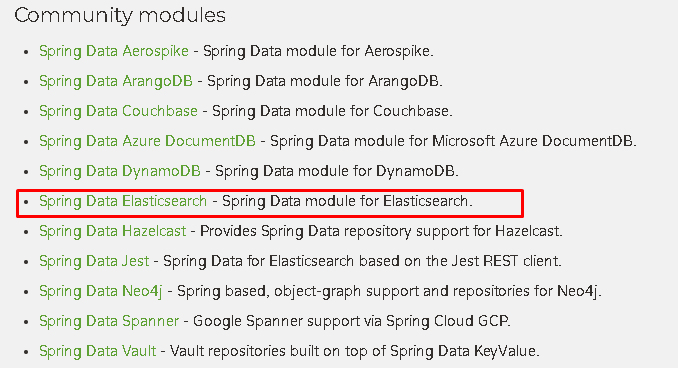 Community modules
Spring Data Aerospike - Spring Data module for Aerospike.
Spring Data ArangoDB - Spring Data module for ArangoDB.
Spring Data Couchbase - Spring Data module for Couchbase.
Spring Data Azure DocumentDB - Spring Data module for Microsoft Azure DocumentDB.
Spring Data DynamoDB - Spring Data module for DynamoDB.
Spring Data Elasticsearch - Spring Data module for Elasticsearch.
Spring Data Hazelcast - Provides Spring Data repository support for Hazelcast.
Spring Data Jest - Spring Data for Elasticsearch based on the Jest REST client.
Spring Data Neo4j - Spring based, object-graph support and repositories for Neo4j.
Spring Data Spanner - Google Spanner support via Spring Cloud GCP.
Spring Data Vault - Vault repositories built on top of Spring Data KeyValue.